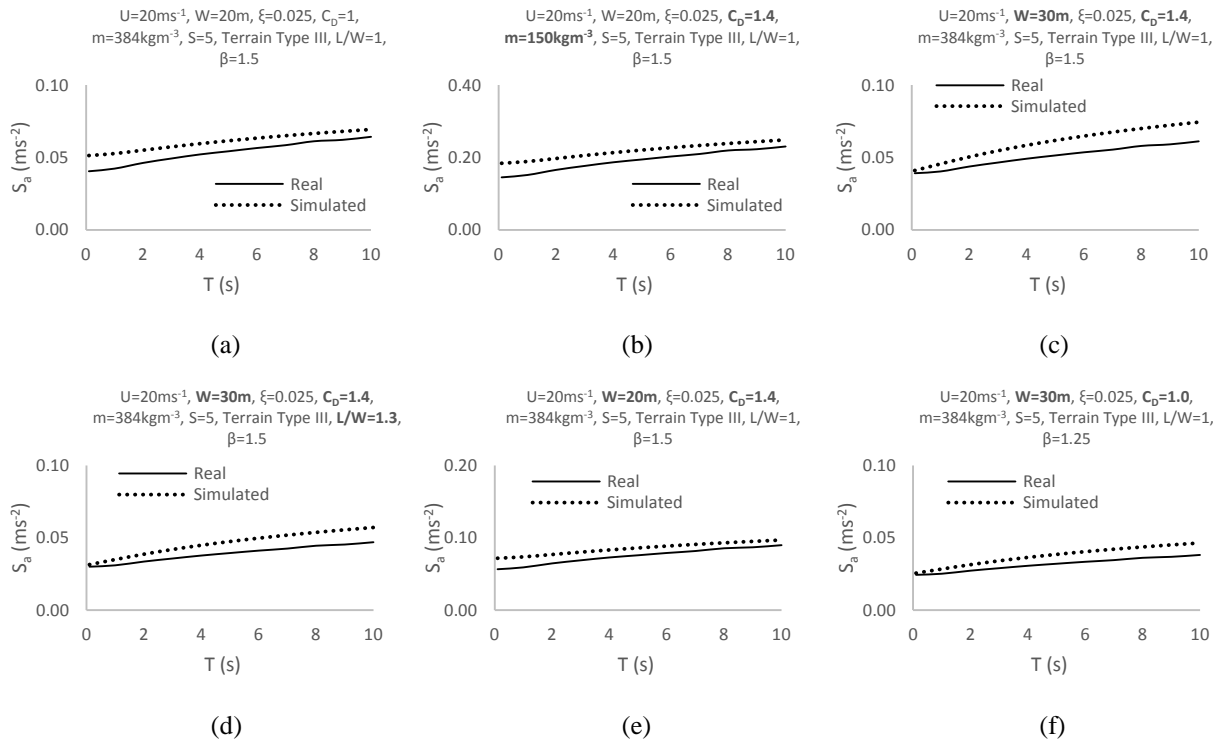 U=20ms⁻¹, W=20m, ξ=0.025, C_D=1,
m=384kgm⁻³, S=5, Terrain Type III, L/W=1,
β=1.5
0.10
0.05
0.00
S_a (ms⁻²)
Real
Simulated
0 2 4 6 8 10
T (s)
(a)
U=20ms⁻¹, W=20m, ξ=0.025, C_D=1.4,
m=150kgm⁻³, S=5, Terrain Type III, L/W=1,
β=1.5
0.40
0.20
0.00
S_a (ms⁻²)
Real
Simulated
0 2 4 6 8 10
T (s)
(b)
U=20ms⁻¹, W=30m, ξ=0.025, C_D=1.4,
m=384kgm⁻³, S=5, Terrain Type III, L/W=1,
β=1.5
0.10
0.05
0.00
S_a (ms⁻²)
Real
Simulated
0 2 4 6 8 10
T (s)
(c)
U=20ms⁻¹, W=30m, ξ=0.025, C_D=1.4,
m=384kgm⁻³, S=5, Terrain Type III, L/W=1.3,
β=1.5
0.10
0.05
0.00
S_a (ms⁻²)
Real
Simulated
0 2 4 6 8 10
T (s)
(d)
U=20ms⁻¹, W=20m, ξ=0.025, C_D=1.4,
m=384kgm⁻³, S=5, Terrain Type III, L/W=1,
β=1.5
0.20
0.10
0.00
S_a (ms⁻²)
Real
Simulated
0 2 4 6 8 10
T (s)
(e)
U=20ms⁻¹, W=30m, ξ=0.025, C_D=1.0,
m=384kgm⁻³, S=5, Terrain Type III, L/W=1,
β=1.25
0.10
0.05
0.00
S_a (ms⁻²)
Real
Simulated
0 2 4 6 8 10
T (s)
(f)